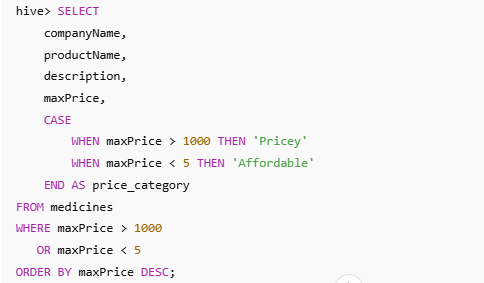 hive> SELECT
companyName,
productName,
description,
maxPrice,
CASE
WHEN maxPrice > 1000 THEN 'Pricey'
WHEN maxPrice < 5 THEN 'Affordable'
END AS price_category
FROM medicines
WHERE maxPrice > 1000
OR maxPrice < 5
ORDER BY maxPrice DESC;